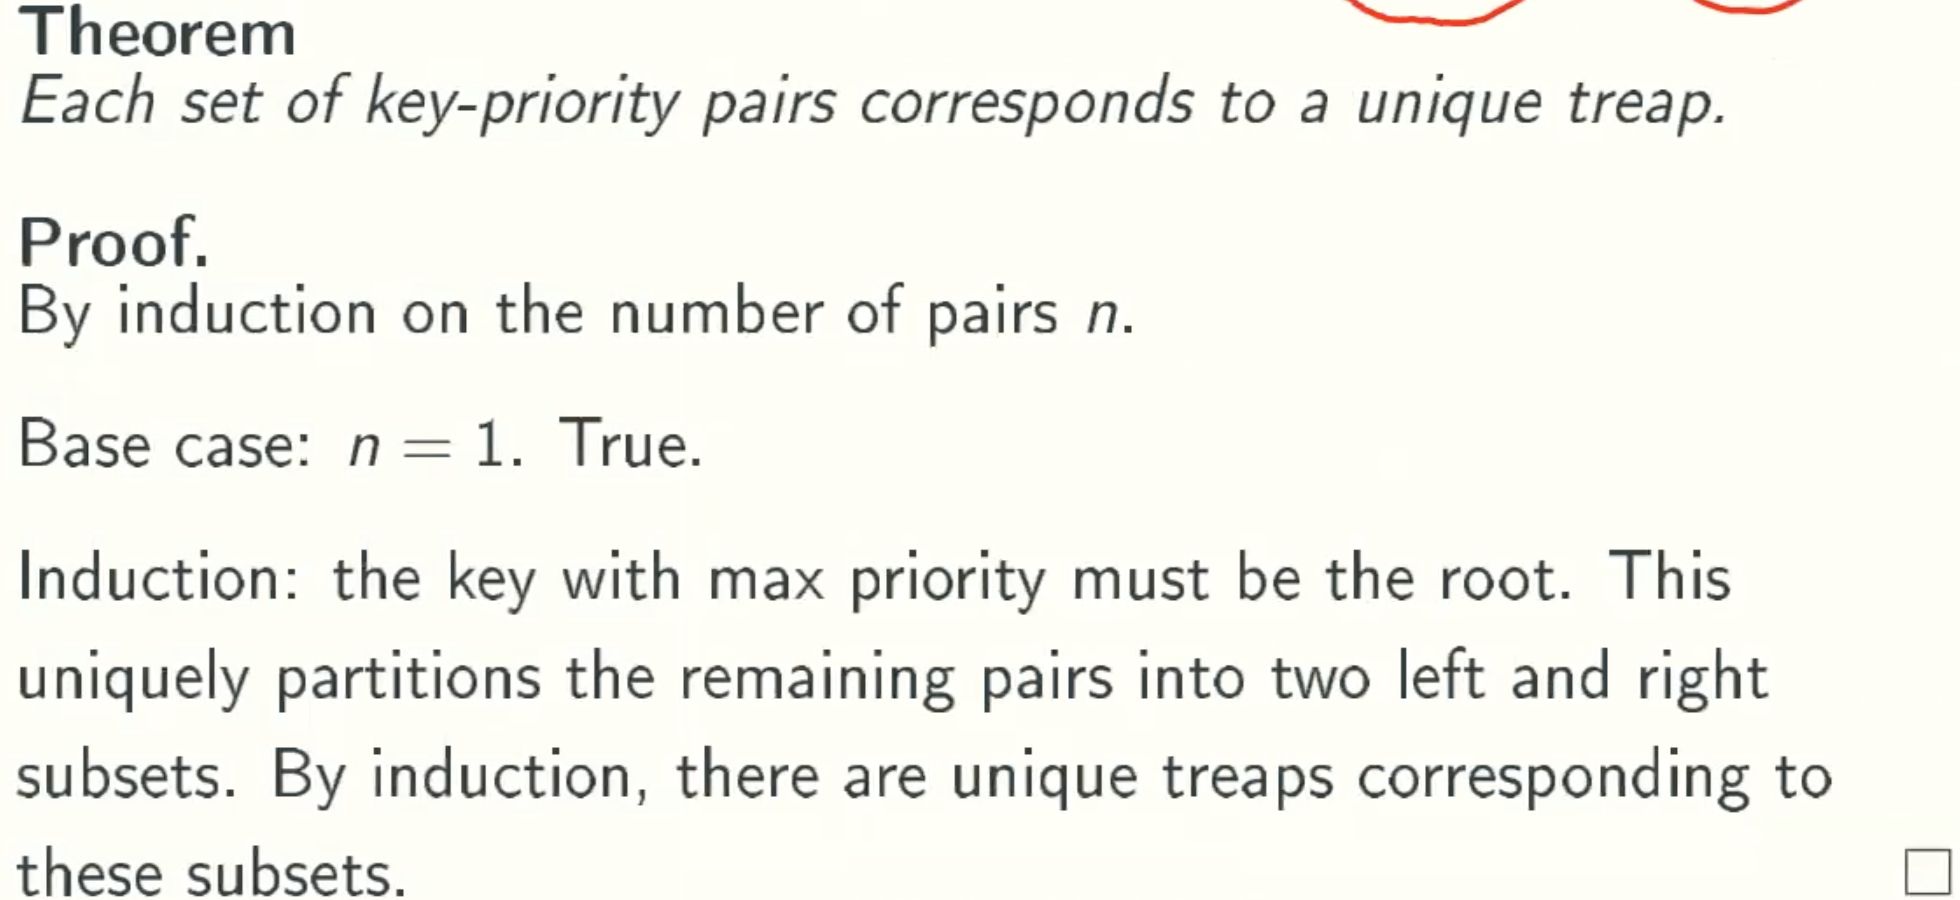 Theorem
Each set of key-priority pairs corresponds to a unique treap.
Proof.
By induction on the number of pairs n.
Base case: n = 1. True.
Induction: the key with max priority must be the root. This
uniquely partitions the remaining pairs into two left and right
subsets. By induction, there are unique treaps corresponding to
these subsets. □